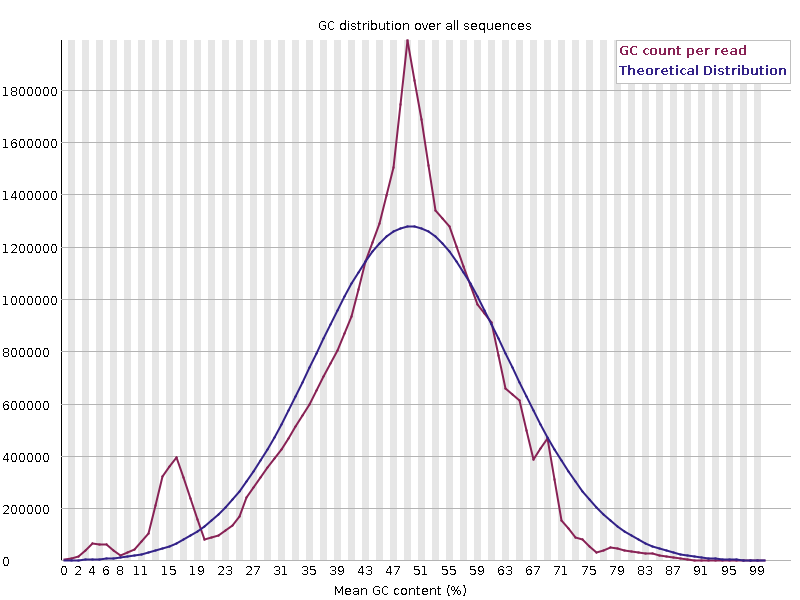 GC distribution over all sequences
GC count per read
Theoretical Distribution
1800000
1600000
1400000
1200000
1000000
800000
600000
400000
200000
0
0 2 4 6 8 11 15 19 23 27 31 35 39 43 47 51 55 59 63 67 71 75 79 83 87 91 95 99
Mean GC content (%)